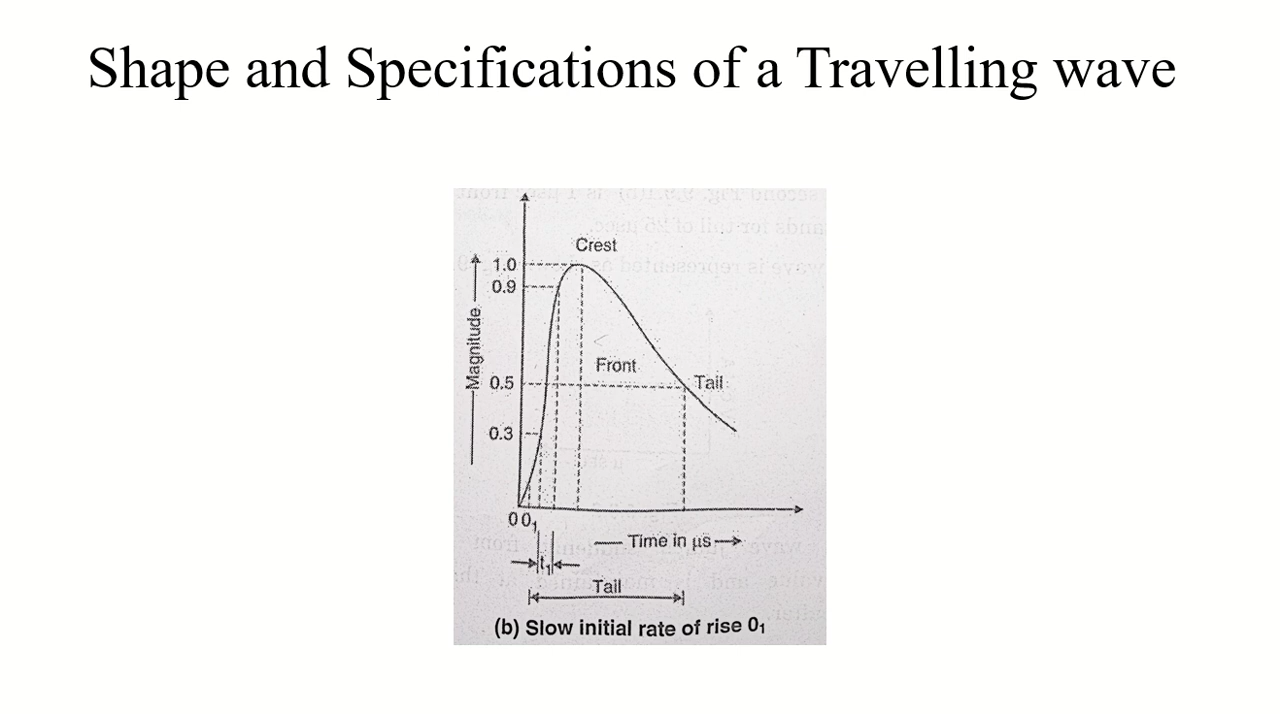 Shape and Specifications of a Travelling wave
Crest
1.0
0.9
Magnitude
Front
0.5
Tail
0.3
0 0₁
Time in μs
t₁
Tail
(b) Slow initial rate of rise 0₁